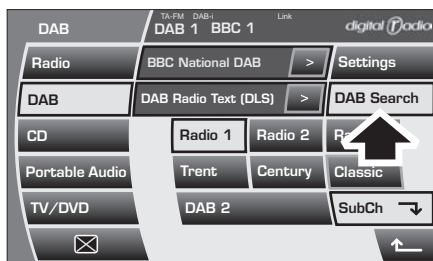 DAB
TA-FM DAB-i Link
DAB 1 BBC 1
digital radio
Radio
BBC National DAB >
Settings
DAB
DAB Radio Text (DLS) >
DAB Search
CD
Radio 1
Radio 2
Portable Audio
Trent
Century
Classic
TV/DVD
DAB 2
SubCh